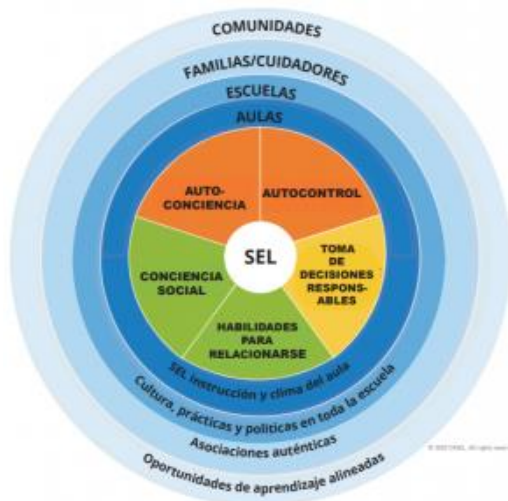 COMUNIDADES
FAMILIAS/CUIDADORES
ESCUELAS
AULAS
AUTO-
CONCIENCIA
AUTOCONTROL
SEL
TOMA
DE
DECISIONES
RESPONS-
ABLES
CONCIENCIA
SOCIAL
HABILIDADES
PARA
RELACIONARSE
SEL instrucción y clima del aula
Cultura, prácticas y políticas en toda la escuela
Asociaciones auténticas
Oportunidades de aprendizaje alineadas